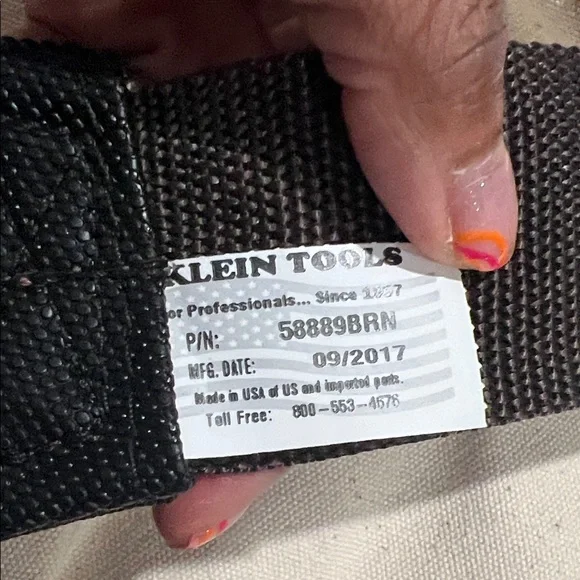 KLEIN TOOLS
or Professionals... Since 1857
P/N: 58889BRN
MFG. DATE: 09/2017
Made in USA of US and imported parts.
Toll Free: 800-553-4676